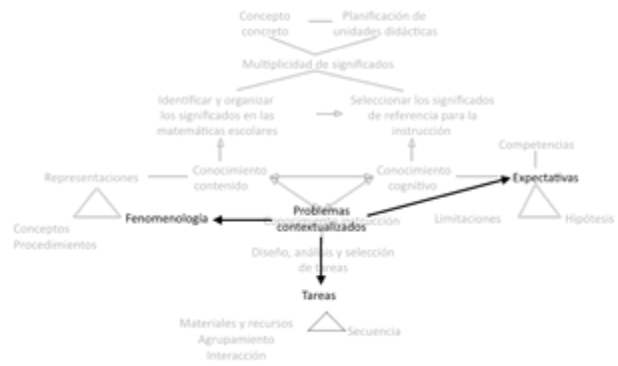 Concepto concreto
Planificación de unidades didácticas
Multiplicidad de significados
Identificar y organizar los significados en las matemáticas escolares
Seleccionar los significados de referencia para la instrucción
Competencias
Representaciones
Conocimiento contenido
Conocimiento cognitivo
Expectativas
Problemas contextualizados
Fenomenología
Limitaciones
Hipótesis
Conceptos
Procedimientos
Diseño, análisis y selección de tareas
Tareas
Materiales y recursos
Agrupamiento
Interacción
Secuencia